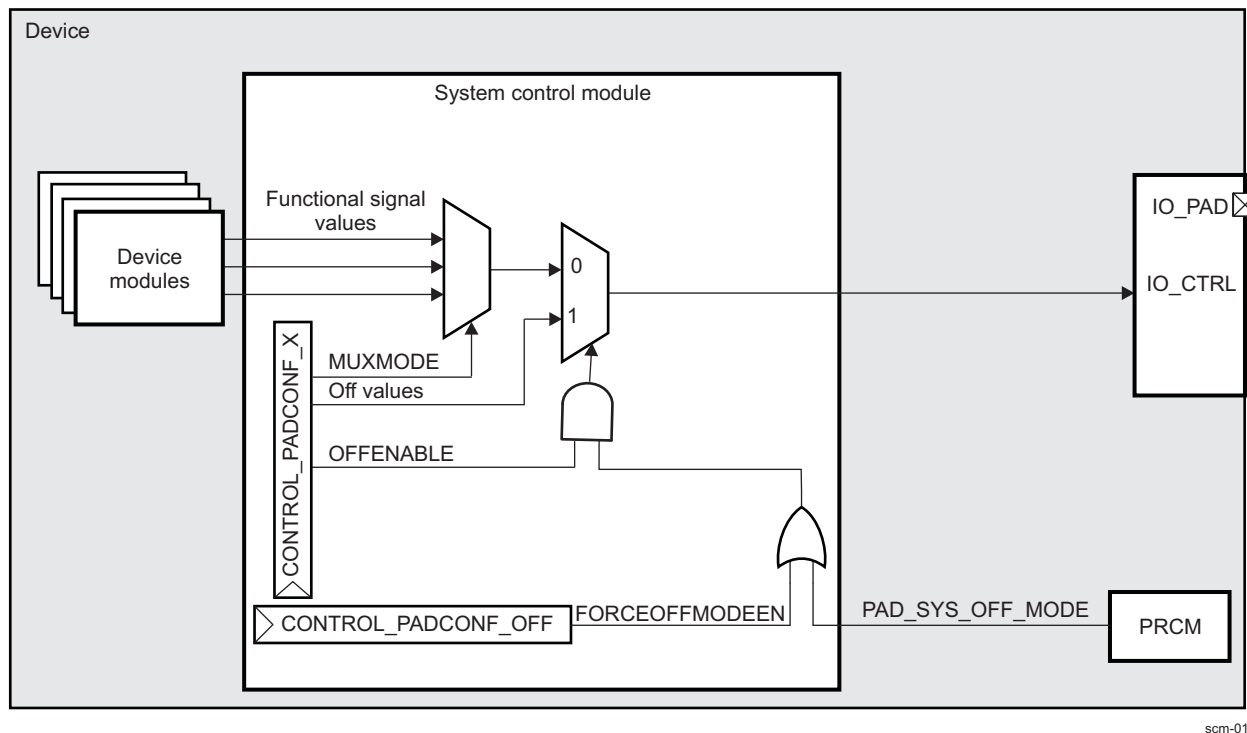 Device
System control module
Functional signal
values
Device
modules
IO_PAD
IO_CTRL
0
1
CONTROL_PADCONF_X
MUXMODE
Off values
OFFENABLE
CONTROL_PADCONF_OFF
FORCEOFFMODEEN
PAD_SYS_OFF_MODE
PRCM
scm-01